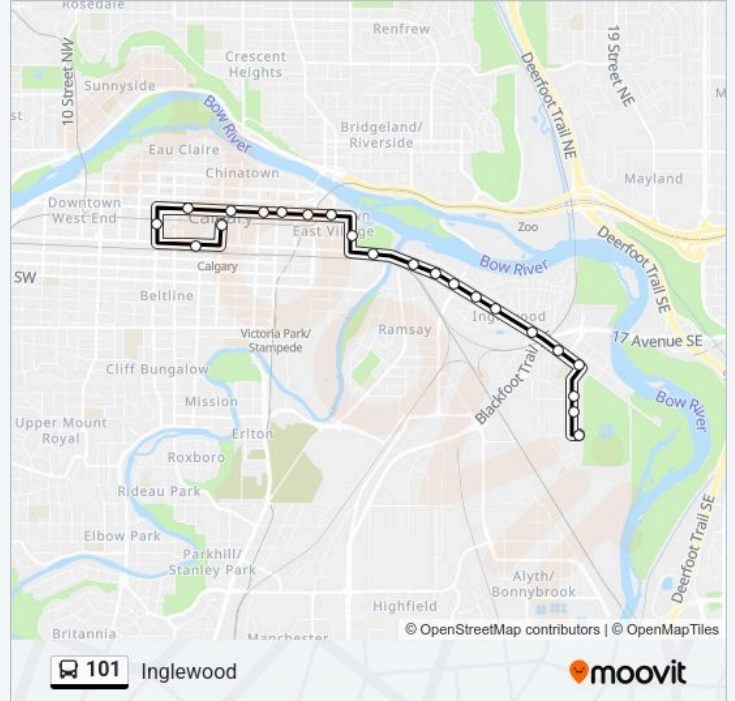 Rosedale
Renfrew
10 Street NW
19 Street NE
Deerfoot Trail NE
Crescent
Heights
Sunnyside
st
M
Bow River
Bridgeland/
Riverside
Eau Claire
Chinatown
Mayland
Downtown
West End
Calgary
East Village
Zoo
Bow River
Deerfoot Trail SE
SW
Calgary
Beltline
Victoria Park/
Stampede
Ramsay
17 Avenue SE
Cliff Bungalow
Blackfoot Trail
Mission
Bow River
Upper Mount
Royal
Erlton
Roxboro
Rideau Park
Elbow Park
Parkhill/
Stanley Park
Deerfoot Trail SE
Alyth/
Bonnybrook
Highfield
Britannia
Manchester
© OpenStreetMap contributors | © OpenMapTiles
101 Inglewood
moovit